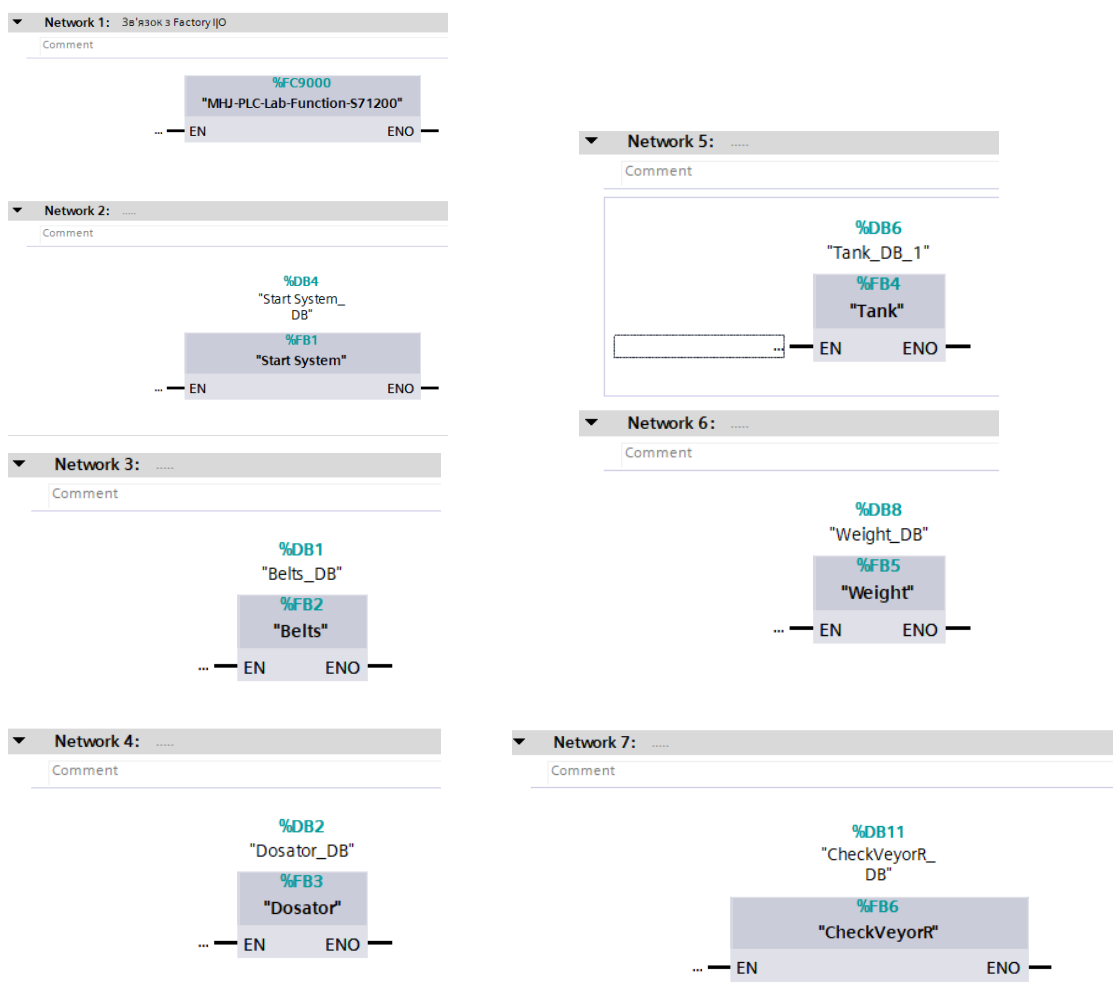 Network 1: Зв'язок з Factory I|O
Comment
%FC9000
"MHJ-PLC-Lab-Function-S71200"
... EN ENO
Network 2: .....
Comment
%DB4
"Start System_
DB"
%FB1
"Start System"
... EN ENO
Network 3: .....
Comment
%DB1
"Belts_DB"
%FB2
"Belts"
... EN ENO
Network 4: .....
Comment
%DB2
"Dosator_DB"
%FB3
"Dosator"
... EN ENO
Network 5: .....
Comment
%DB6
"Tank_DB_1"
%FB4
"Tank"
... EN ENO
Network 6: .....
Comment
%DB8
"Weight_DB"
%FB5
"Weight"
... EN ENO
Network 7: .....
Comment
%DB11
"CheckVeyorR_
DB"
%FB6
"CheckVeyorR"
... EN ENO